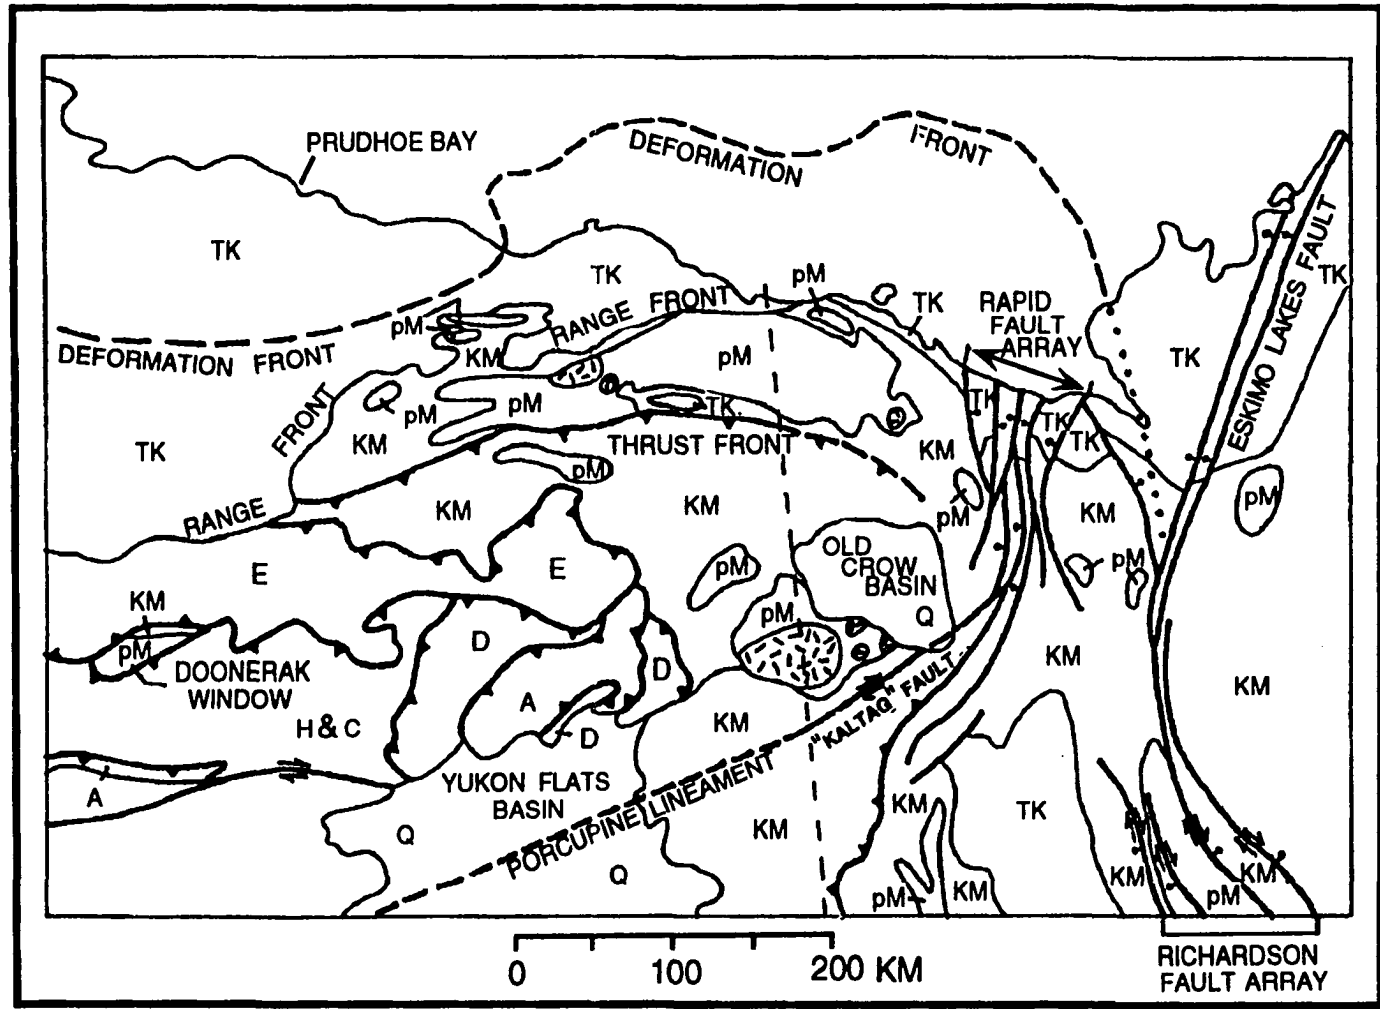 PRUDHOE BAY
DEFORMATION
FRONT
TK
TK
pM
TK
RAPID
FAULT
ARRAY
ESKIMO LAKES FAULT
TK
pM
RANGE FRONT
DEFORMATION FRONT
KM
pM
TK
FRONT
pM
pM
TK
TK
TK
TK
KM
THRUST FRONT
KM
TK
pM
pM
RANGE
KM
KM
pM
KM
OLD
CROW
BASIN
E
E
pM
pM
KM
pM
Q
pM
DOONERAK
WINDOW
D
D
KM
KM
A
H & C
D
KM
"KALTAG" FAULT
YUKON FLATS
BASIN
PORCUPINE LINEAMENT
A
Q
KM
KM
TK
Q
pM
KM
KM
pM
KM
0
100
200 KM
RICHARDSON
FAULT ARRAY